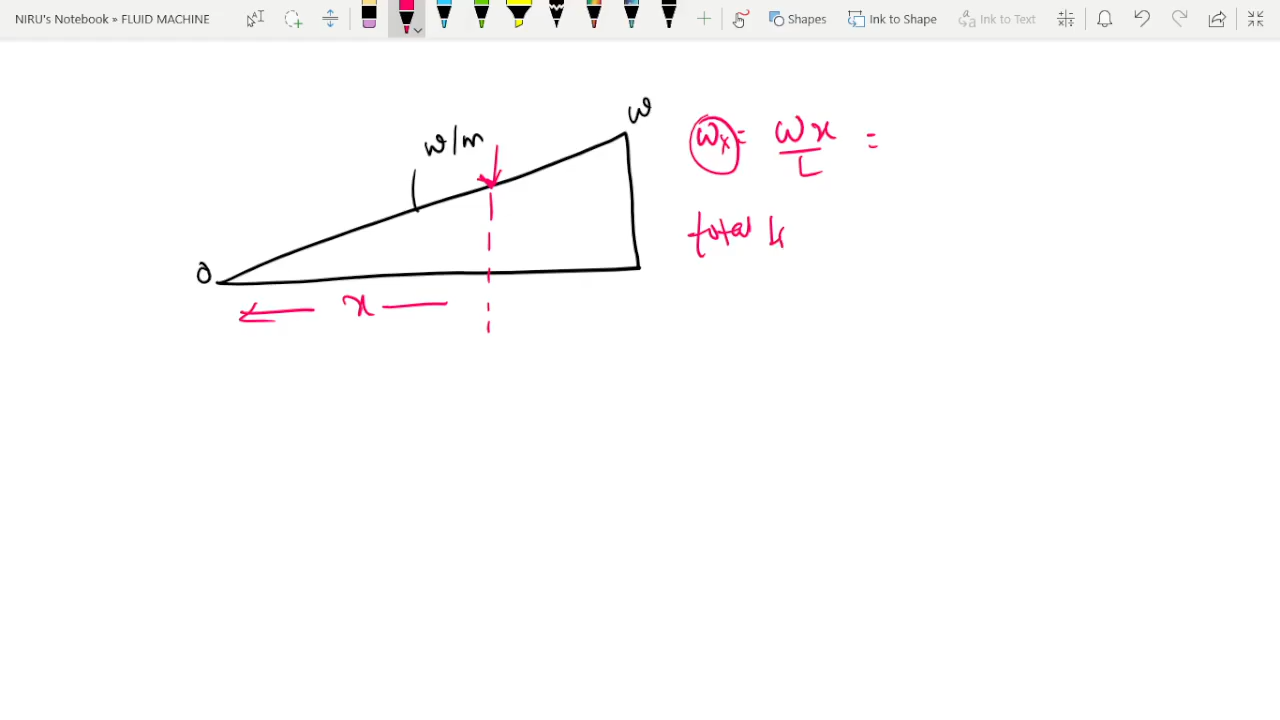 NIRU's Notebook » FLUID MACHINE
Shapes
Ink to Shape
Ink to Text
w
w/m
wₓ = wx/L =
0
total
x